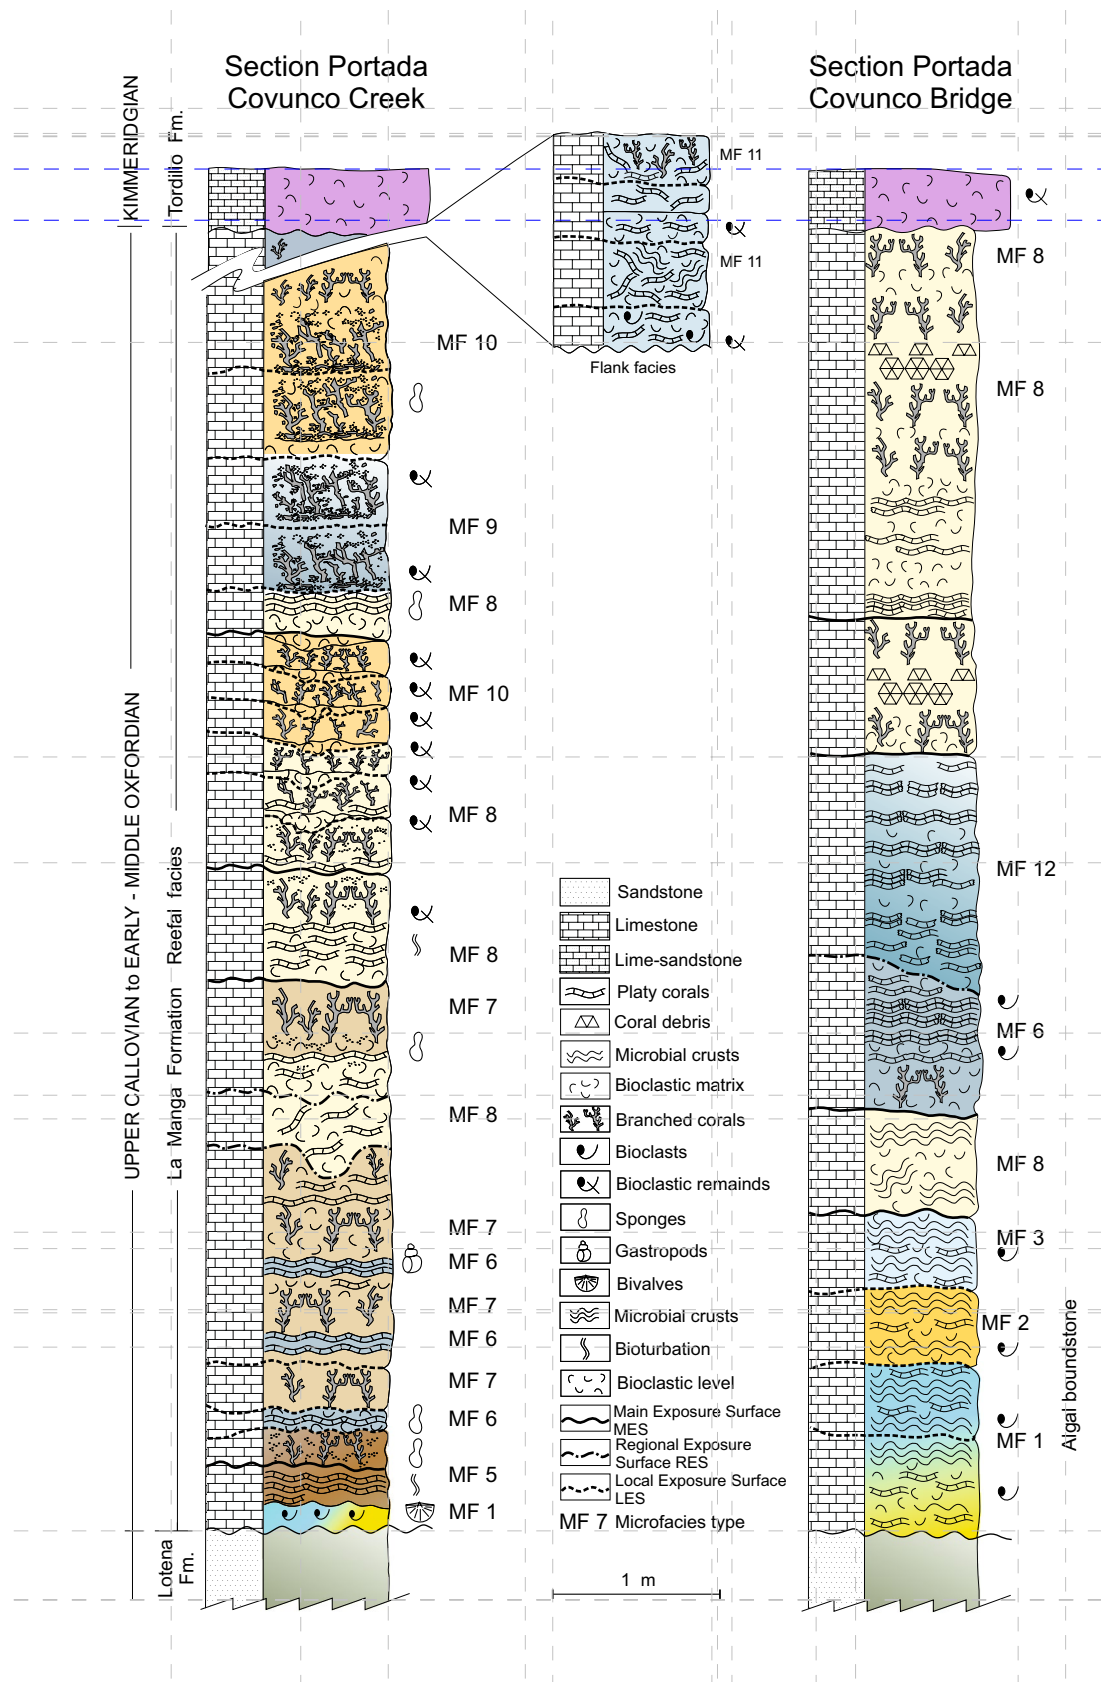 Section Portada
Covunco Creek
Section Portada
Covunco Bridge
KIMMERIDGIAN
Tordillo Fm.
UPPER CALLOVIAN to EARLY - MIDDLE OXFORDIAN
La Manga Formation Reefal facies
Lotena
Fm.
MF 10
MF 9
MF 8
MF 10
MF 8
MF 8
MF 7
MF 8
MF 7
MF 6
MF 7
MF 6
MF 7
MF 6
MF 5
MF 1
MF 11
MF 11
Flank facies
Sandstone
Limestone
Lime-sandstone
Platy corals
Coral debris
Microbial crusts
Bioclastic matrix
Branched corals
Bioclasts
Bioclastic remainds
Sponges
Gastropods
Bivalves
Microbial crusts
Bioturbation
Bioclastic level
Main Exposure Surface
MES
Regional Exposure
Surface RES
Local Exposure Surface
LES
MF 7 Microfacies type
1 m
MF 8
MF 8
MF 12
MF 6
MF 8
MF 3
MF 2
MF 1
Algai boundstone